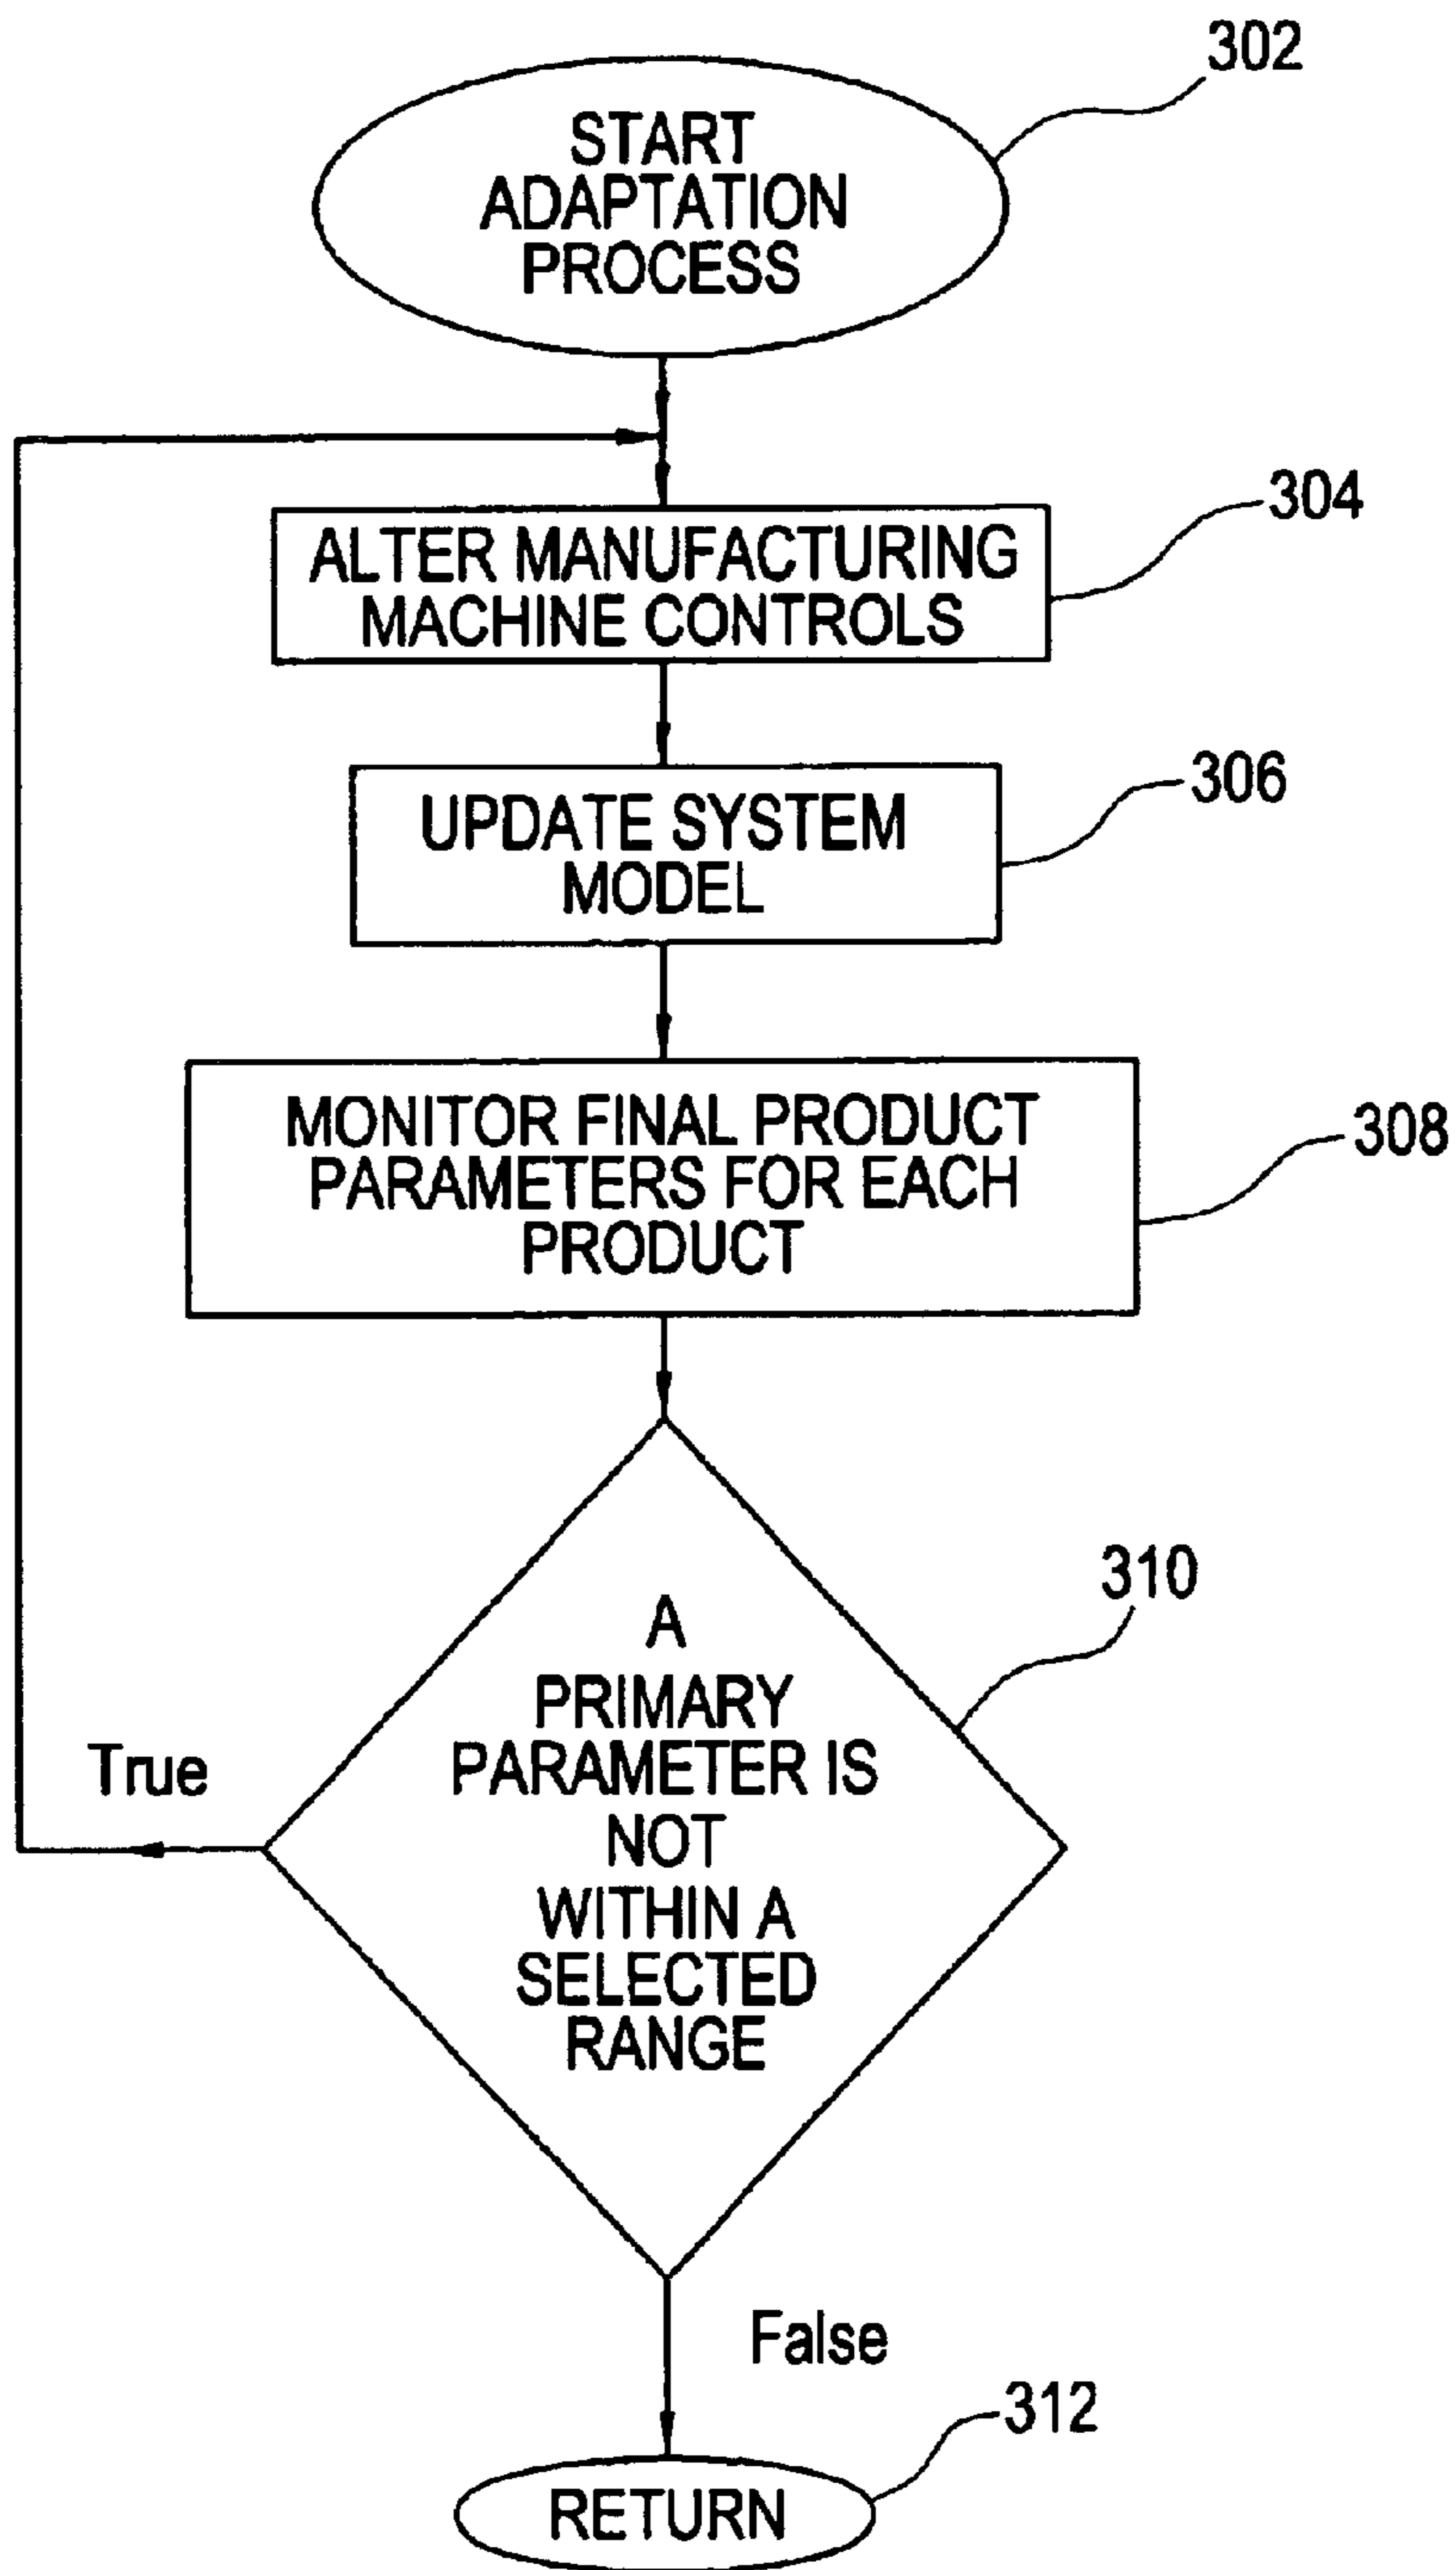 302
START
ADAPTATION
PROCESS
304
ALTER MANUFACTURING
MACHINE CONTROLS
306
UPDATE SYSTEM
MODEL
308
MONITOR FINAL PRODUCT
PARAMETERS FOR EACH
PRODUCT
310
A
PRIMARY
PARAMETER IS
NOT
WITHIN A
SELECTED
RANGE
True
False
312
RETURN